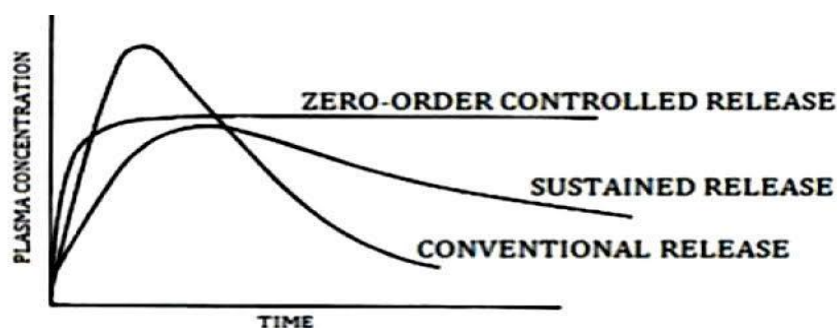 PLASMA CONCENTRATION
ZERO-ORDER CONTROLLED RELEASE
SUSTAINED RELEASE
CONVENTIONAL RELEASE
TIME